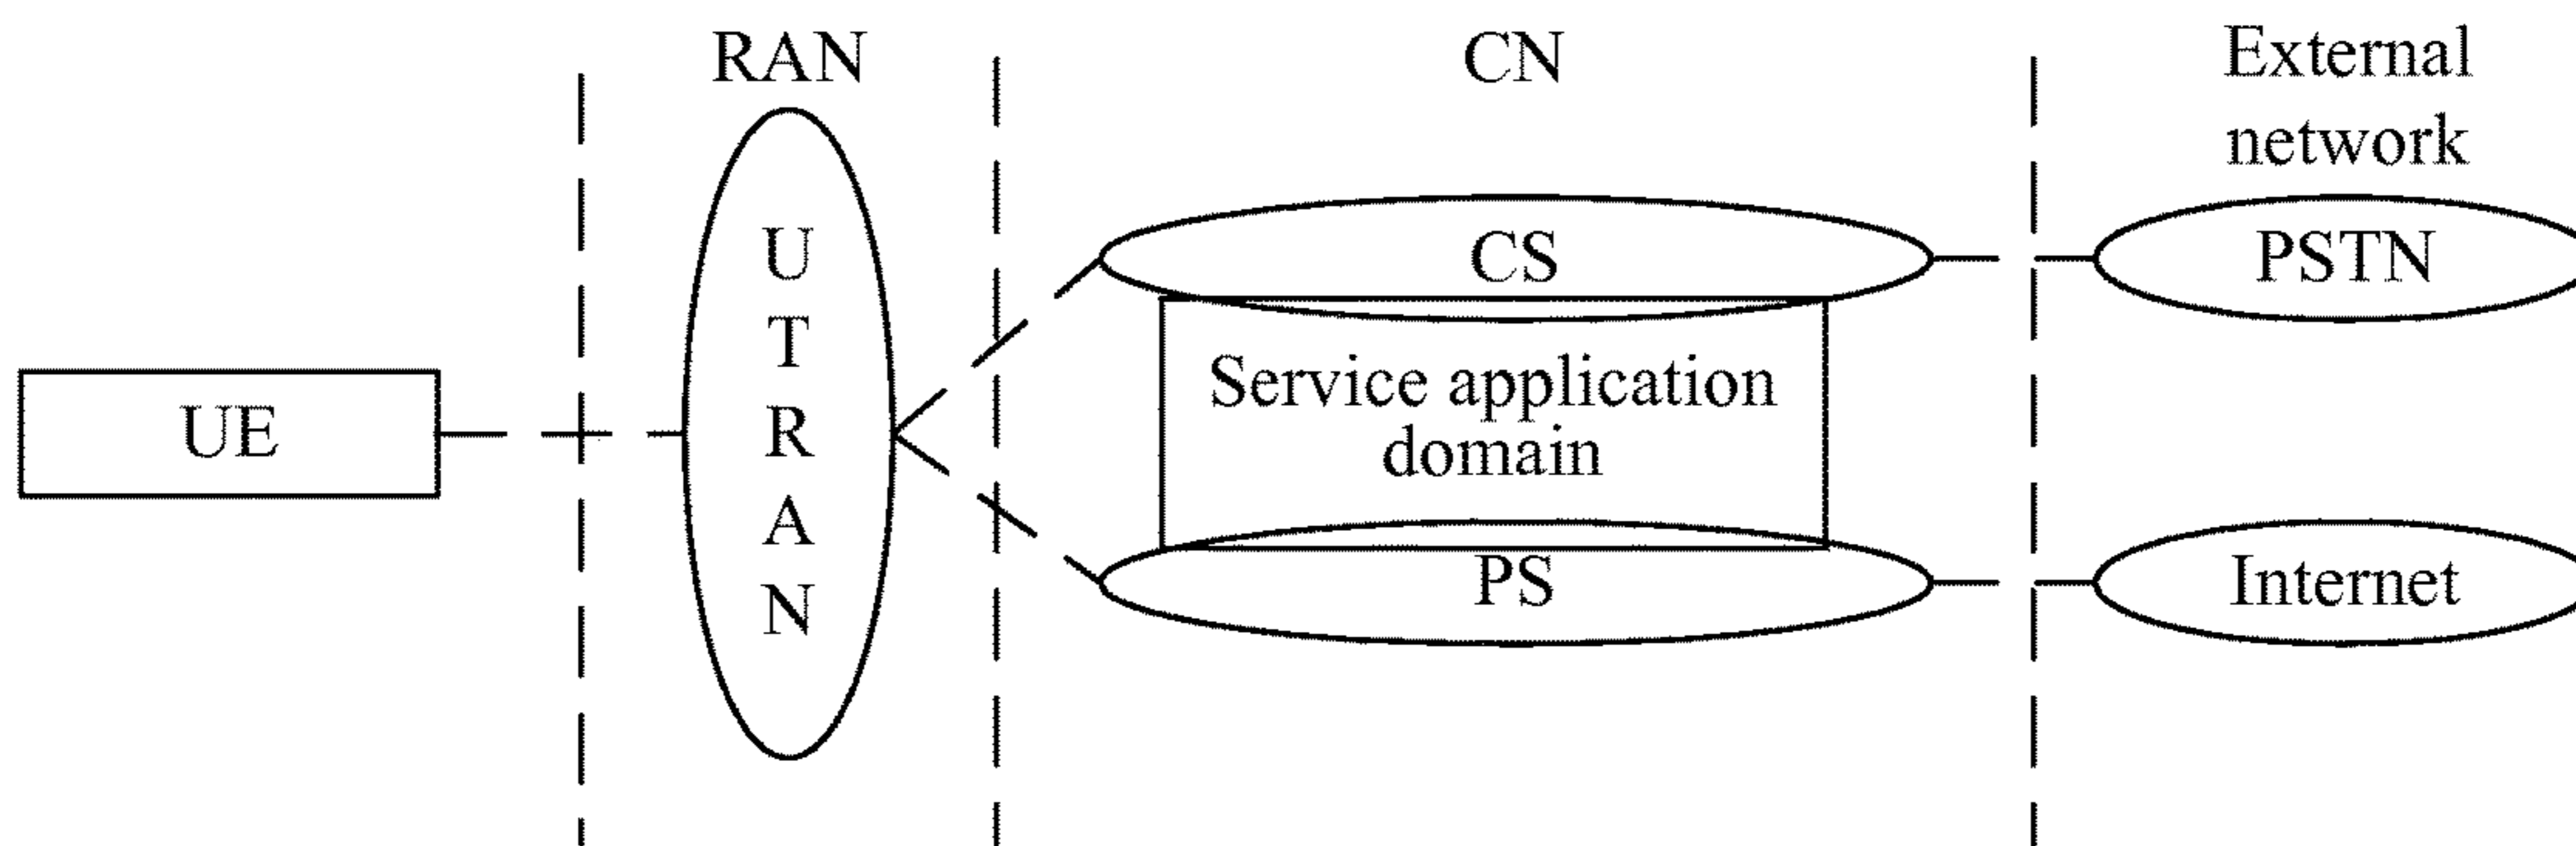 RAN
CN
External
network
UE
U
T
R
A
N
CS
Service application
domain
PS
PSTN
Internet